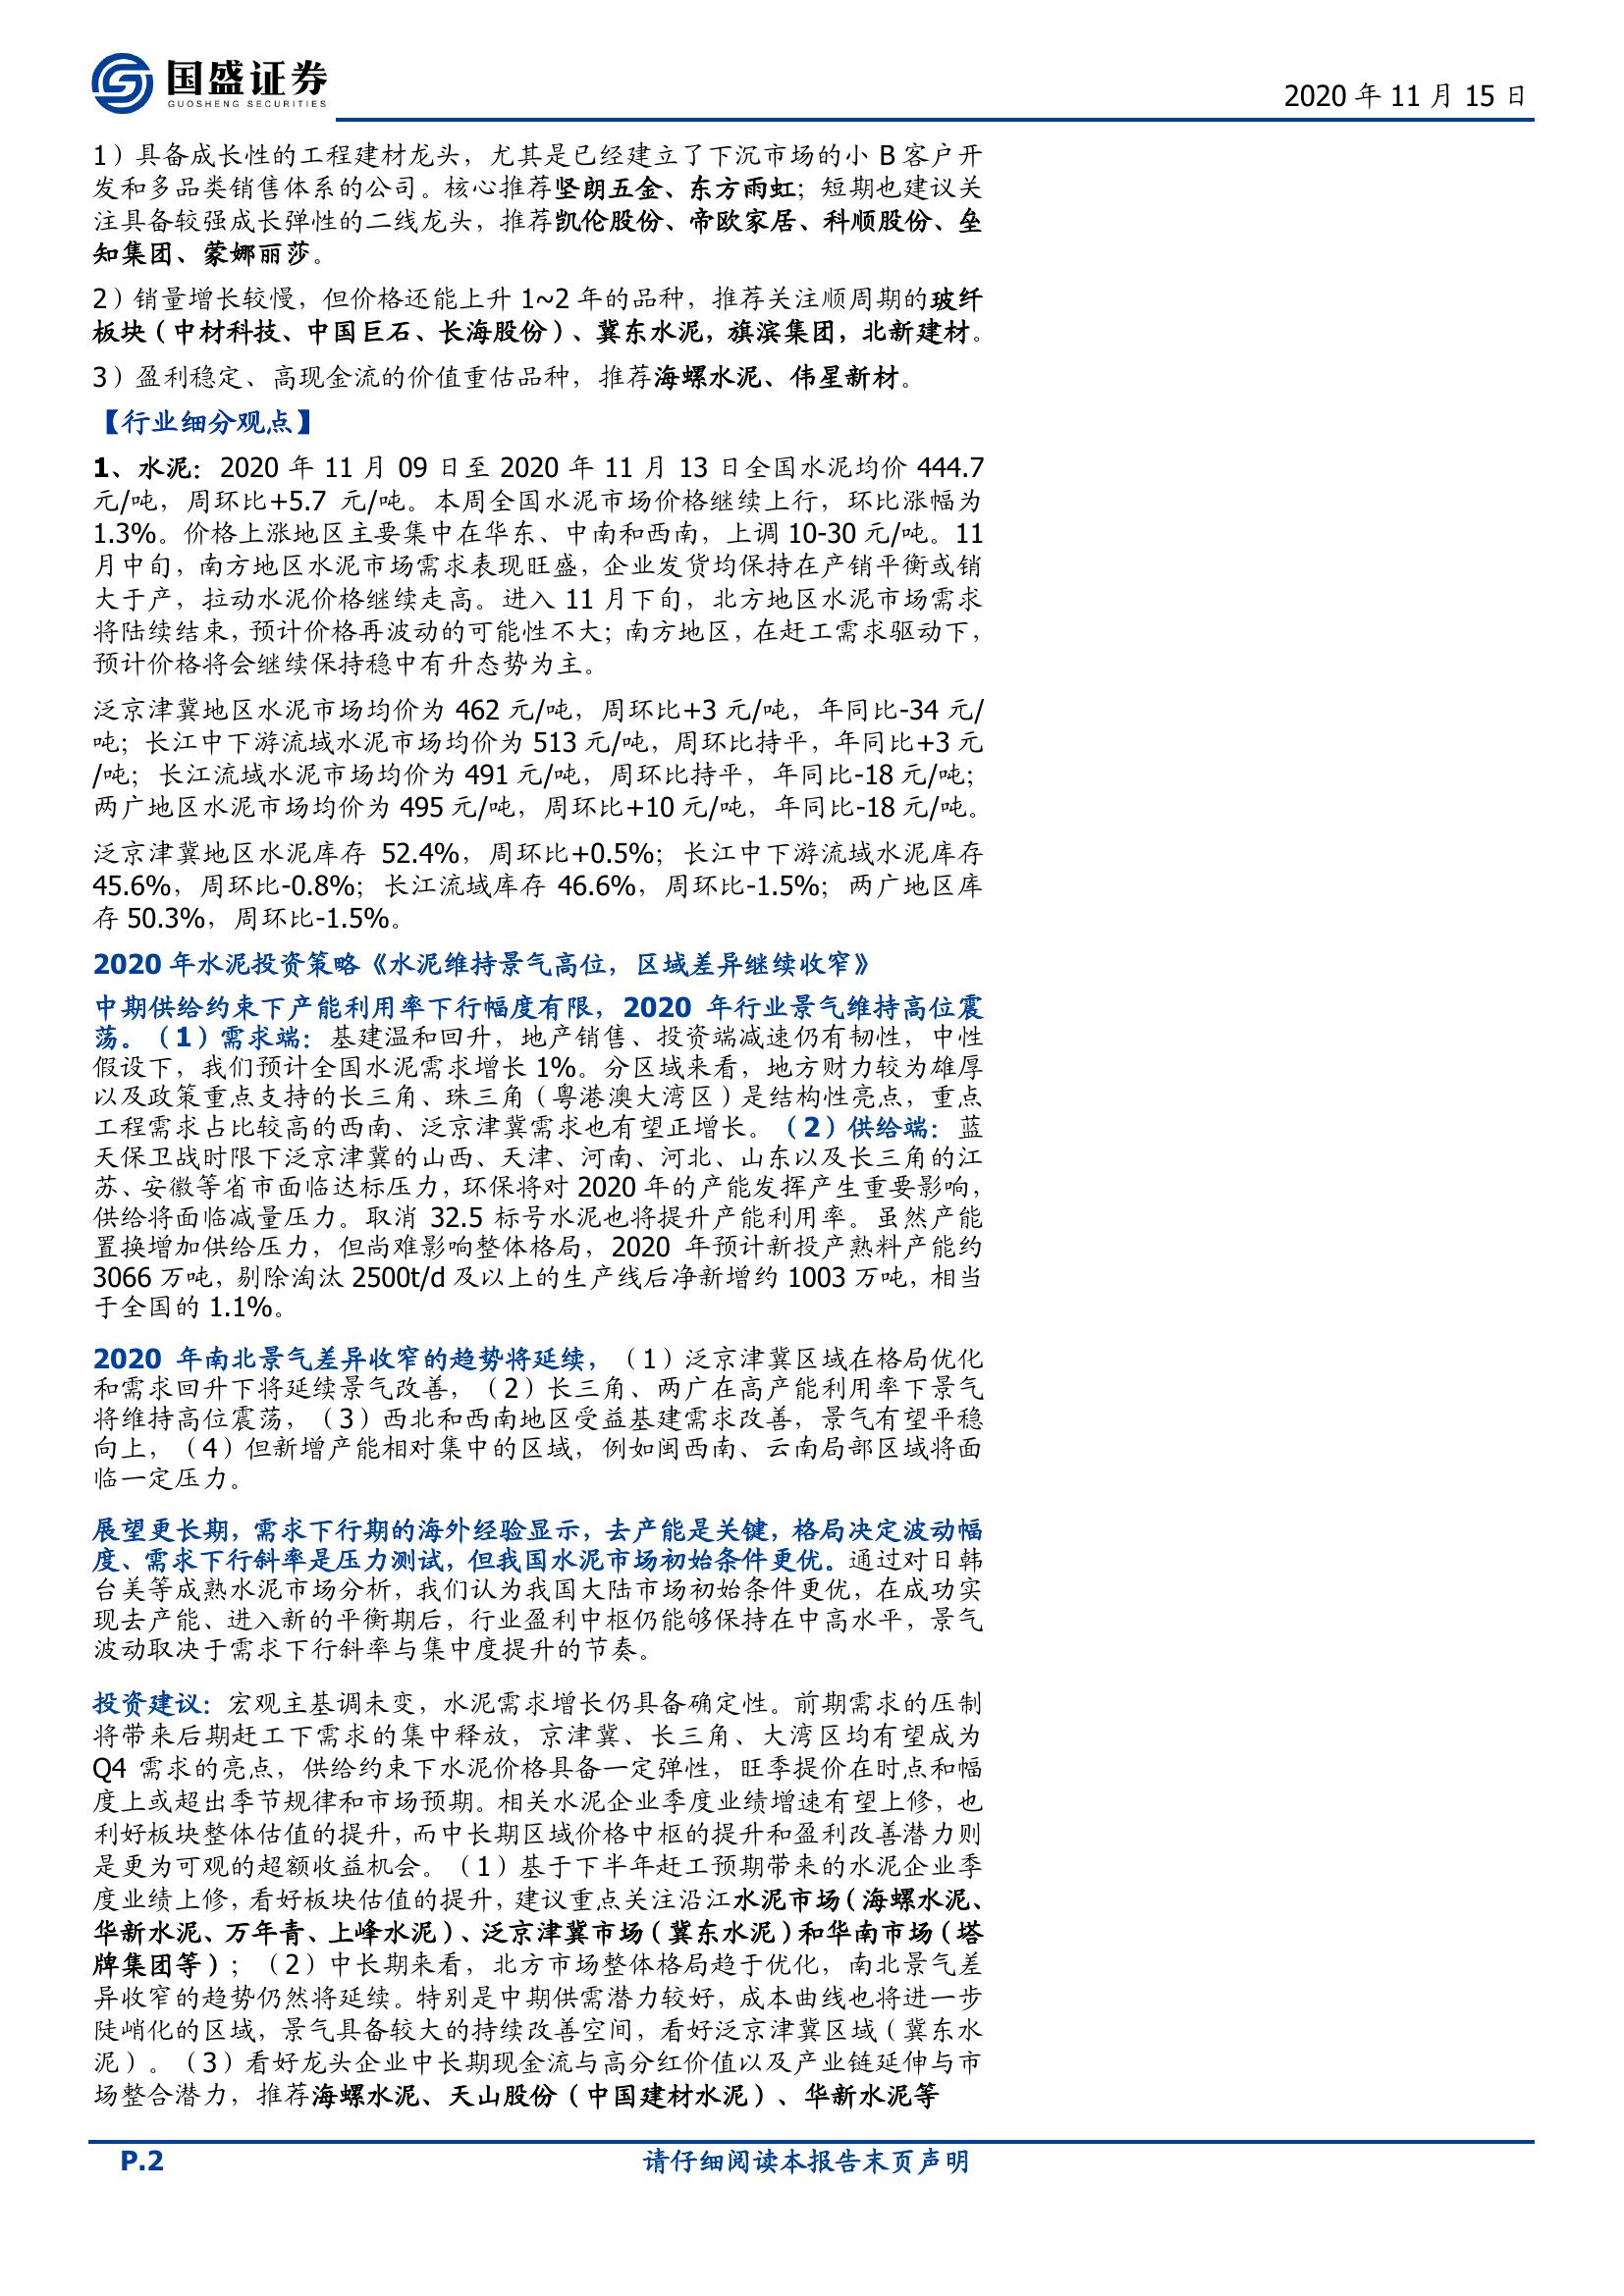 国盛证券
GUOSHENG SECURITIES
2020 年 11 月 15 日
1）具备成长性的工程建材龙头，尤其是已经建立了下沉市场的小 B 客户开
发和多品类销售体系的公司。核心推荐坚朗五金、东方雨虹；短期也建议关
注具备较强成长弹性的二线龙头，推荐凯伦股份、帝欧家居、科顺股份、垒
知集团、蒙娜丽莎。
2）销量增长较慢，但价格还能上升 1~2 年的品种，推荐关注顺周期的玻纤
板块（中材科技、中国巨石、长海股份）、冀东水泥，旗滨集团，北新建材。
3）盈利稳定、高现金流的价值重估品种，推荐海螺水泥、伟星新材。
【行业细分观点】
1、水泥：2020 年 11 月 09 日至 2020 年 11 月 13 日全国水泥均价 444.7
元/吨，周环比+5.7 元/吨。本周全国水泥市场价格继续上行，环比涨幅为
1.3%。价格上涨地区主要集中在华东、中南和西南，上调 10-30 元/吨。11
月中旬，南方地区水泥市场需求表现旺盛，企业发货均保持在产销平衡或销
大于产，拉动水泥价格继续走高。进入 11 月下旬，北方地区水泥市场需求
将陆续结束，预计价格再波动的可能性不大；南方地区，在赶工需求驱动下，
预计价格将会继续保持稳中有升态势为主。
泛京津冀地区水泥市场均价为 462 元/吨，周环比+3 元/吨，年同比-34 元/
吨；长江中下游流域水泥市场均价为 513 元/吨，周环比持平，年同比+3 元
/吨；长江流域水泥市场均价为 491 元/吨，周环比持平，年同比-18 元/吨；
两广地区水泥市场均价为 495 元/吨，周环比+10 元/吨，年同比-18 元/吨。
泛京津冀地区水泥库存 52.4%，周环比+0.5%；长江中下游流域水泥库存
45.6%，周环比-0.8%；长江流域库存 46.6%，周环比-1.5%；两广地区库
存 50.3%，周环比-1.5%。
2020 年水泥投资策略《水泥维持景气高位，区域差异继续收窄》
中期供给约束下产能利用率下行幅度有限，2020 年行业景气维持高位震
荡。（1）需求端：基建温和回升，地产销售、投资端减速仍有韧性，中性
假设下，我们预计全国水泥需求增长 1%。分区域来看，地方财力较为雄厚
以及政策重点支持的长三角、珠三角（粤港澳大湾区）是结构性亮点，重点
工程需求占比较高的西南、泛京津冀需求也有望正增长。（2）供给端：蓝
天保卫战时限下泛京津冀的山西、天津、河南、河北、山东以及长三角的江
苏、安徽等省市面临达标压力，环保将对 2020 年的产能发挥产生重要影响，
供给将面临减量压力。取消 32.5 标号水泥也将提升产能利用率。虽然产能
置换增加供给压力，但尚难影响整体格局，2020 年预计新投产熟料产能约
3066 万吨，剔除淘汰 2500t/d 及以上的生产线后净新增约 1003 万吨，相当
于全国的 1.1%。
2020 年南北景气差异收窄的趋势将延续，（1）泛京津冀区域在格局优化
和需求回升下将延续景气改善，（2）长三角、两广在高产能利用率下景气
将维持高位震荡，（3）西北和西南地区受益基建需求改善，景气有望平稳
向上，（4）但新增产能相对集中的区域，例如闽西南、云南局部区域将面
临一定压力。
展望更长期，需求下行期的海外经验显示，去产能是关键，格局决定波动幅
度、需求下行斜率是压力测试，但我国水泥市场初始条件更优。通过对日韩
台美等成熟水泥市场分析，我们认为我国大陆市场初始条件更优，在成功实
现去产能、进入新的平衡期后，行业盈利中枢仍能够保持在中高水平，景气
波动取决于需求下行斜率与集中度提升的节奏。
投资建议：宏观主基调未变，水泥需求增长仍具备确定性。前期需求的压制
将带来后期赶工下需求的集中释放，京津冀、长三角、大湾区均有望成为
Q4 需求的亮点，供给约束下水泥价格具备一定弹性，旺季提价在时点和幅
度上或超出季节规律和市场预期。相关水泥企业季度业绩增速有望上修，也
利好板块整体估值的提升，而中长期区域价格中枢的提升和盈利改善潜力则
是更为可观的超额收益机会。（1）基于下半年赶工预期带来的水泥企业季
度业绩上修，看好板块估值的提升，建议重点关注沿江水泥市场（海螺水泥、
华新水泥、万年青、上峰水泥）、泛京津冀市场（冀东水泥）和华南市场（塔
牌集团等）；（2）中长期来看，北方市场整体格局趋于优化，南北景气差
异收窄的趋势仍然将延续。特别是中期供需潜力较好，成本曲线也将进一步
陡峭化的区域，景气具备较大的持续改善空间，看好泛京津冀区域（冀东水
泥）。（3）看好龙头企业中长期现金流与高分红价值以及产业链延伸与市
场整合潜力，推荐海螺水泥、天山股份（中国建材水泥）、华新水泥等
P.2
请仔细阅读本报告末页声明